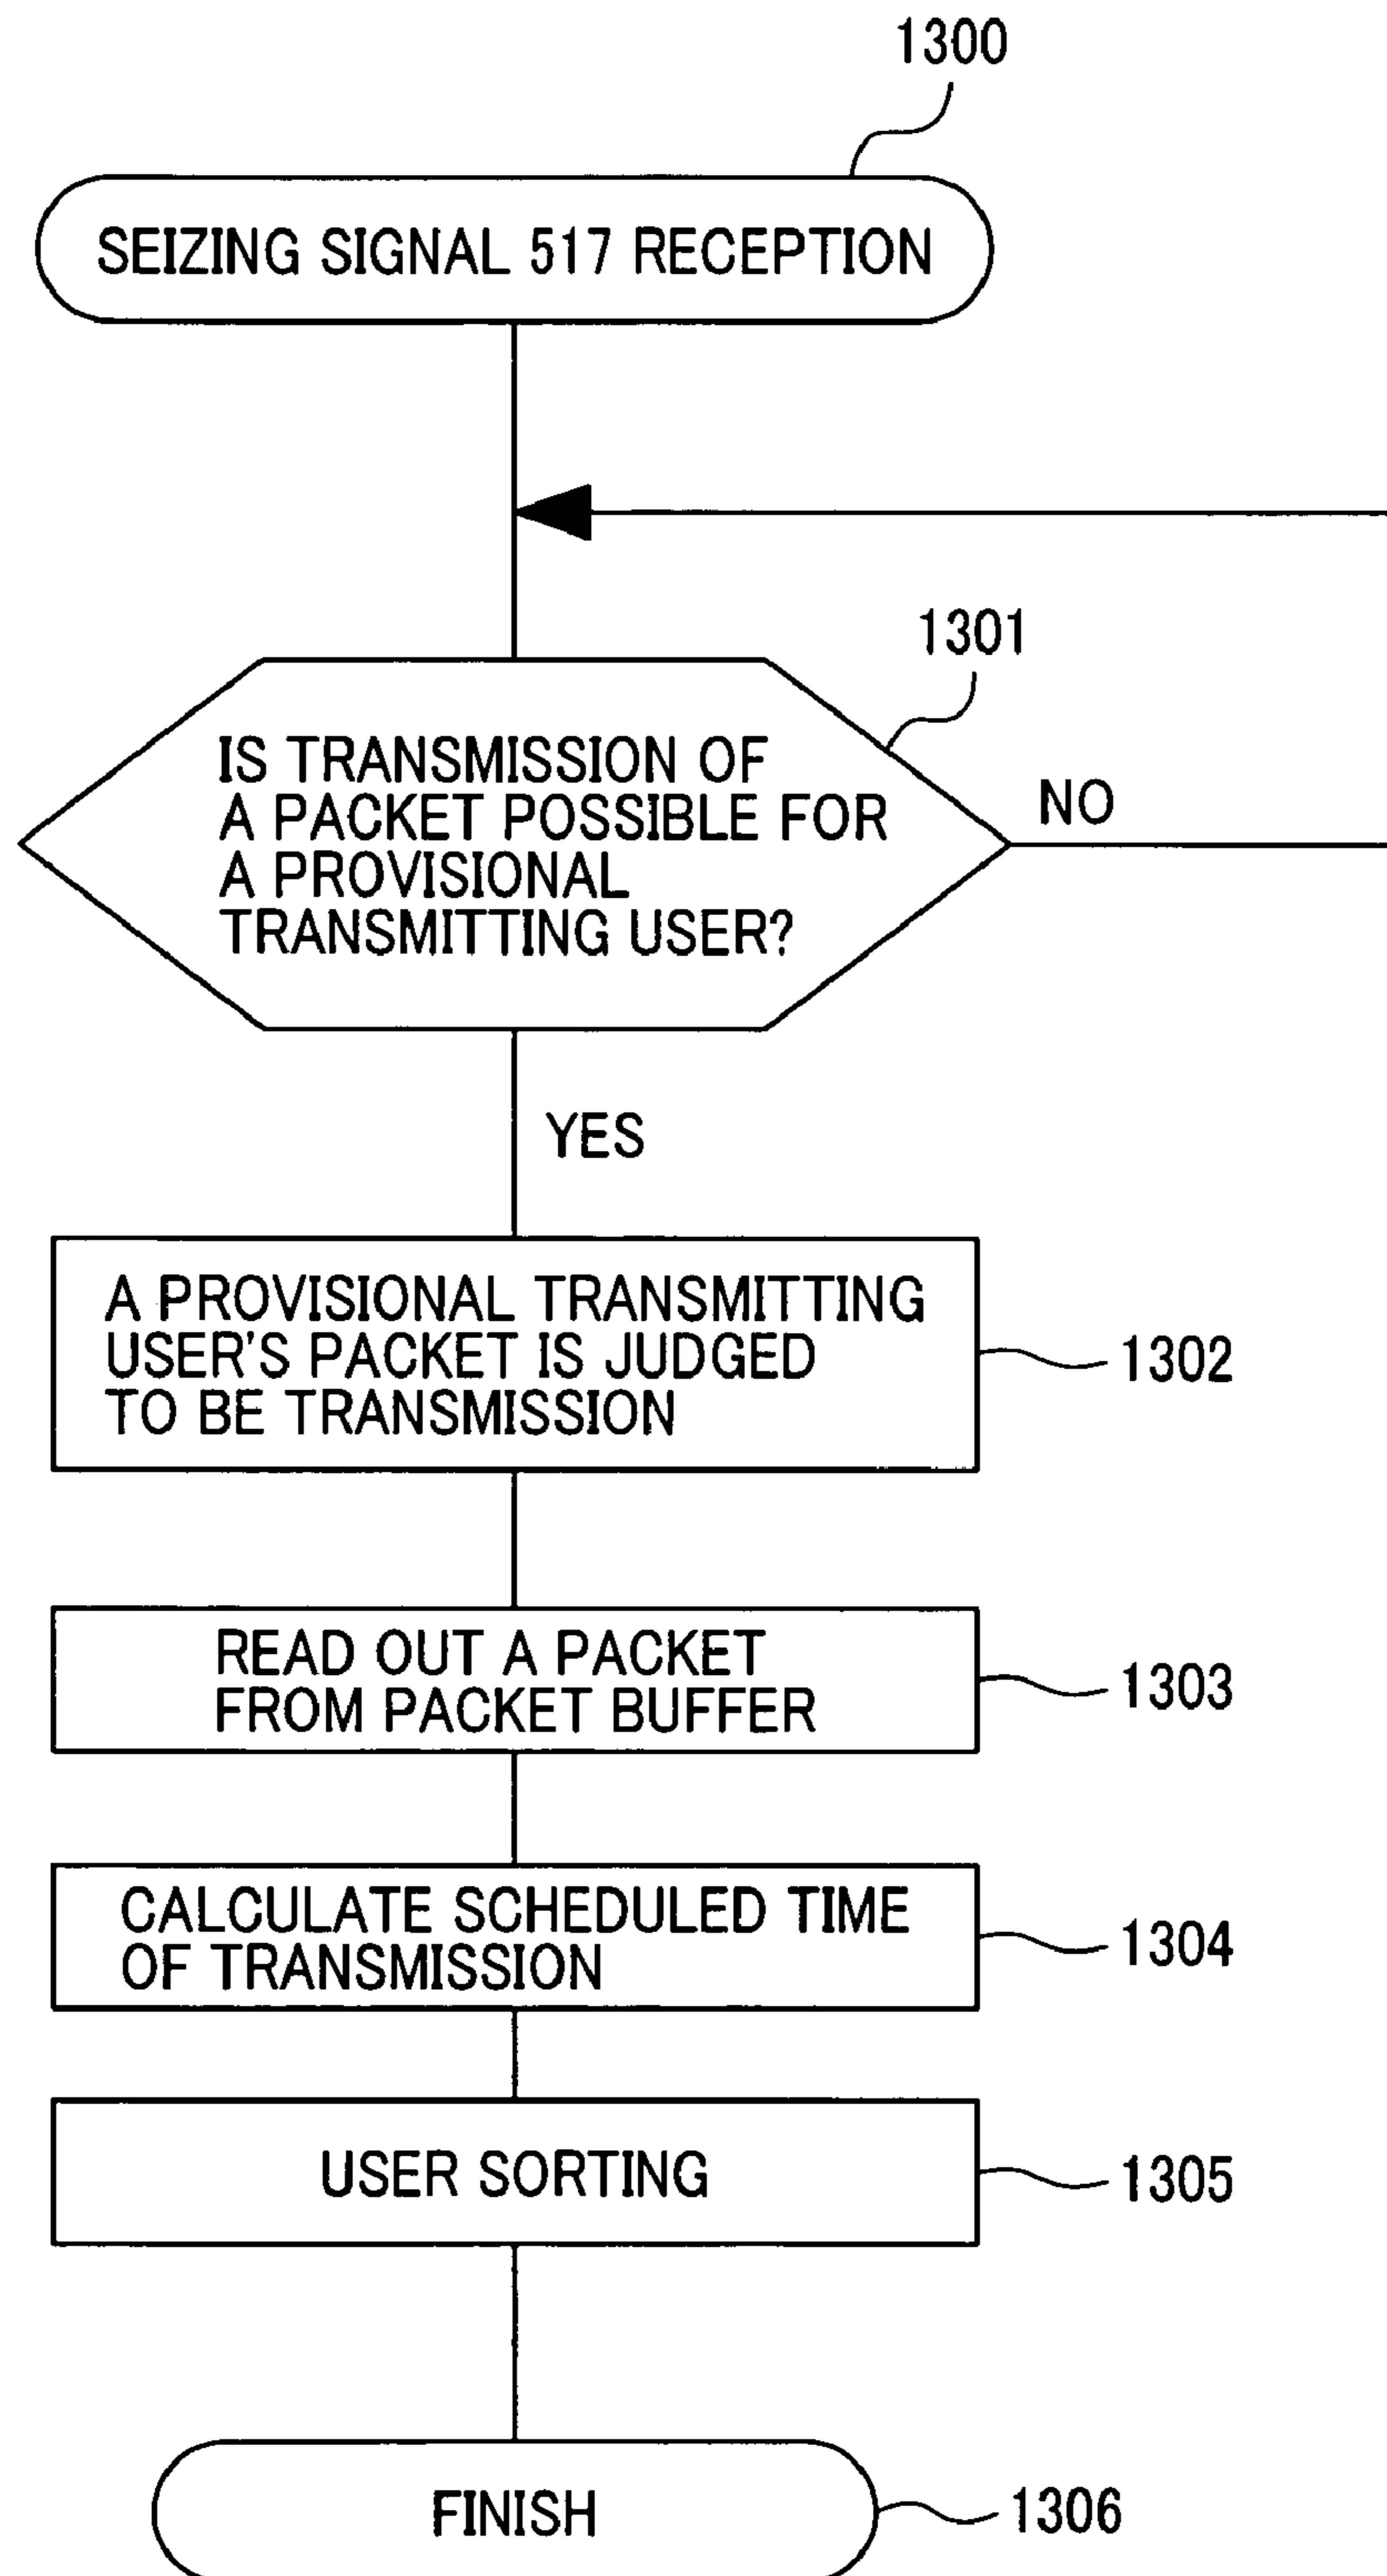 1300
SEIZING SIGNAL 517 RECEPTION
1301
IS TRANSMISSION OF
A PACKET POSSIBLE FOR
A PROVISIONAL
TRANSMITTING USER?
NO
YES
A PROVISIONAL TRANSMITTING
USER'S PACKET IS JUDGED
TO BE TRANSMISSION
1302
READ OUT A PACKET
FROM PACKET BUFFER
1303
CALCULATE SCHEDULED TIME
OF TRANSMISSION
1304
USER SORTING
1305
FINISH
1306